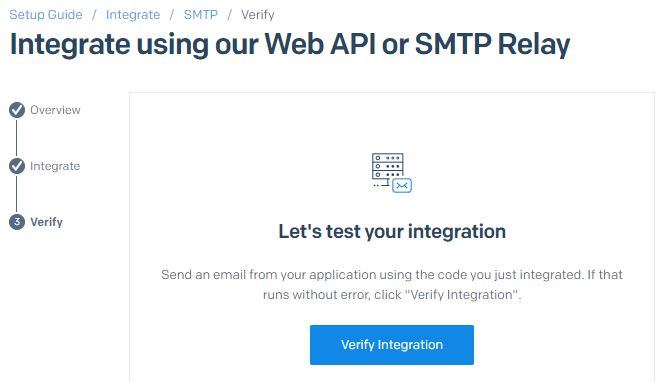 Setup Guide / Integrate / SMTP / Verify
Integrate using our Web API or SMTP Relay
Overview
Integrate
3 Verify
Let's test your integration
Send an email from your application using the code you just integrated. If that
runs without error, click "Verify Integration".
Verify Integration